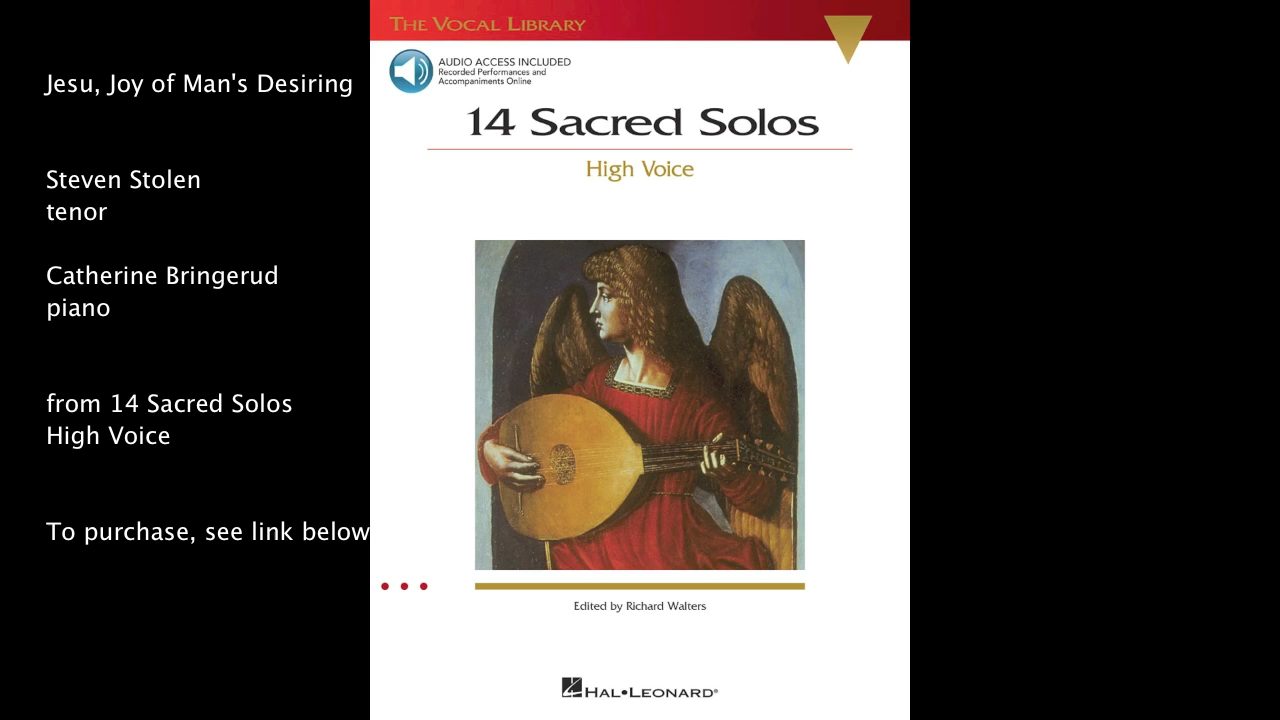 Jesu, Joy of Man's Desiring
Steven Stolen
tenor
Catherine Bringerud
piano
from 14 Sacred Solos
High Voice
To purchase, see link below
THE VOCAL LIBRARY
AUDIO ACCESS INCLUDED
Recorded Performances and
Accompaniments Online
14 Sacred Solos
High Voice
Edited by Richard Walters
HAL•LEONARD®